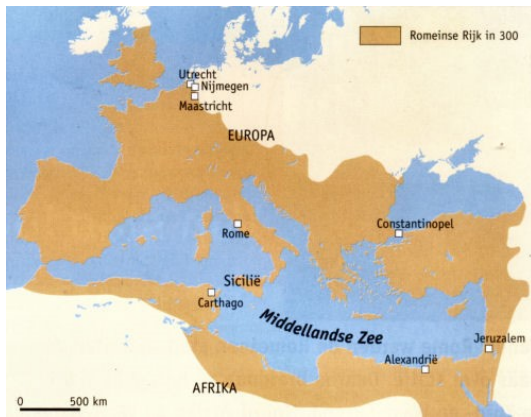 Romeinse Rijk in 300
Utrecht
Nijmegen
Maastricht
EUROPA
Constantinopel
Rome
Sicilië
Carthago
Middellandse Zee
Jeruzalem
Alexandrië
AFRIKA
0 500 km